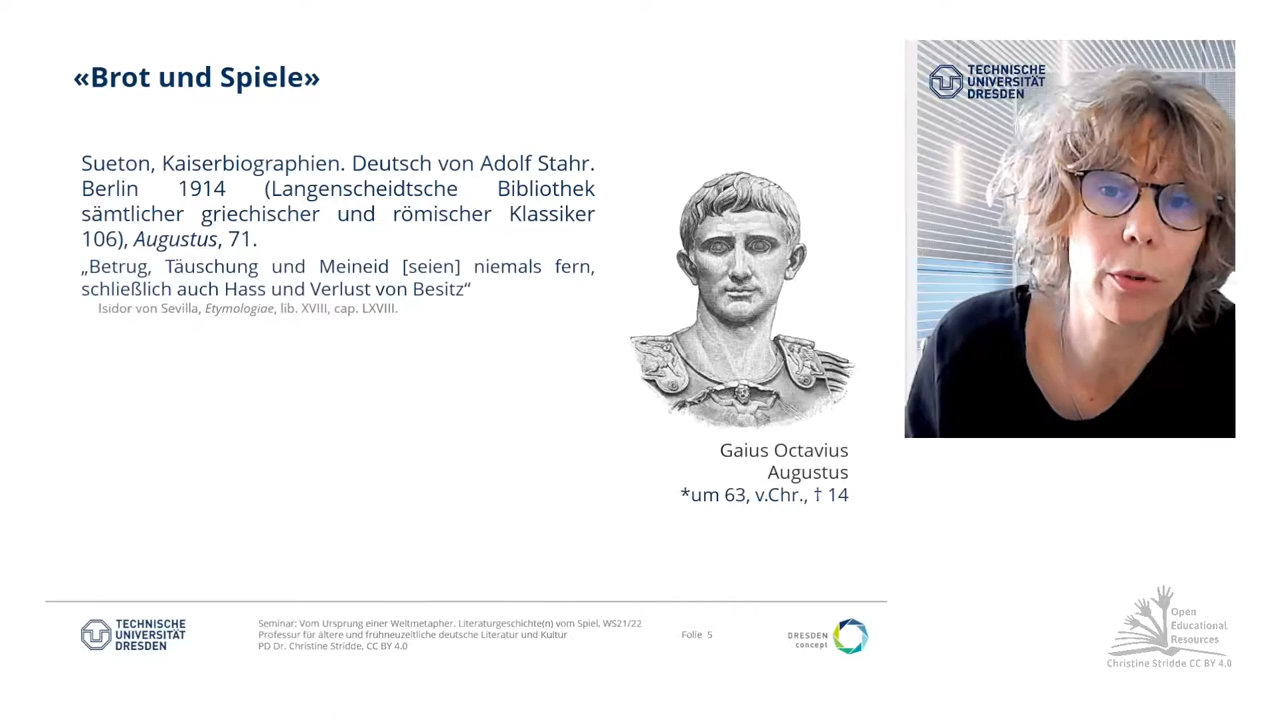 «Brot und Spiele»
Sueton, Kaiserbiographien. Deutsch von Adolf Stahr.
Berlin 1914 (Langenscheidtsche Bibliothek
sämtlicher griechischer und römischer Klassiker
106), Augustus, 71.
„Betrug, Täuschung und Meineid [seien] niemals fern,
schließlich auch Hass und Verlust von Besitz“
Isidor von Sevilla, Etymologiae, lib. XVIII, cap. LXVIII.
Gaius Octavius
Augustus
*um 63, v.Chr., † 14
TECHNISCHE
UNIVERSITÄT
DRESDEN
TECHNISCHE
UNIVERSITÄT
DRESDEN
Seminar: Vom Ursprung einer Weltmetapher. Literaturgeschichte(n) vom Spiel, WS21/22
Professur für ältere und frühneuzeitliche deutsche Literatur und Kultur
PD Dr. Christine Stridde, CC BY 4.0
Folie 5
DRESDEN
concept
Open
Educational
Resources
Christine Stridde CC BY 4.0